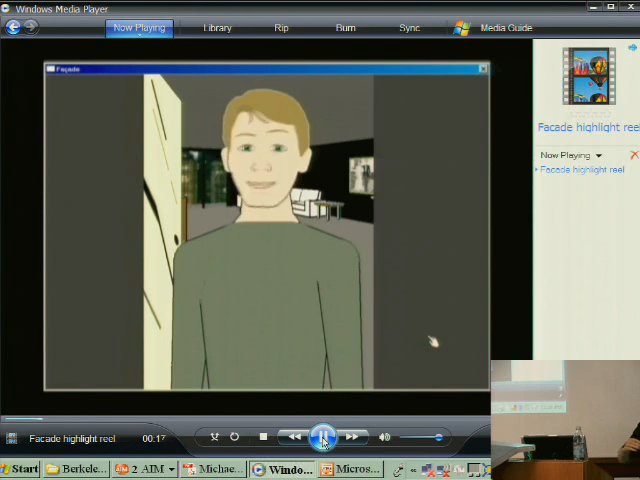 Windows Media Player
Now Playing Library Rip Burn Sync Media Guide
Façade
Facade highlight reel
Now Playing
Facade highlight reel
Facade highlight reel 00:17
Start Berkele... 2 AIM Michae... Windo... Micros...